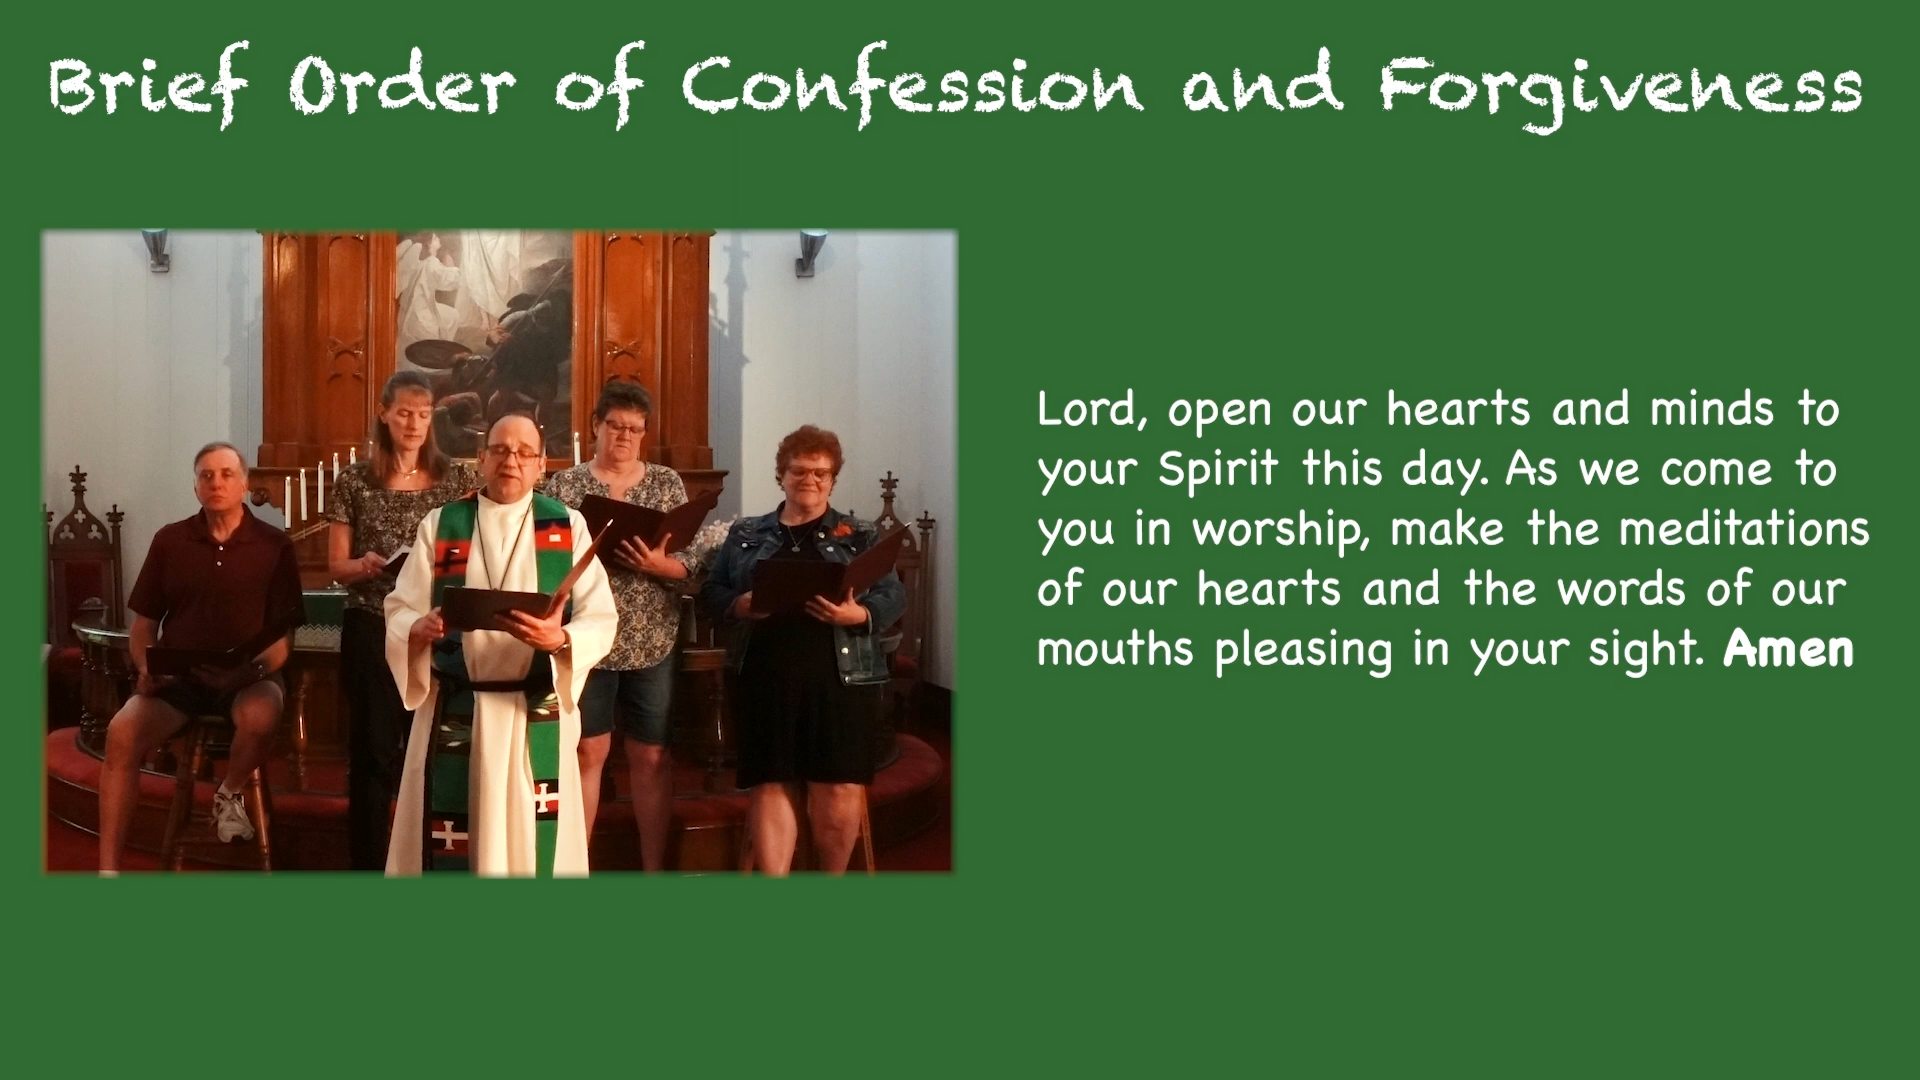 Brief Order of Confession and Forgiveness
Lord, open our hearts and minds to
your Spirit this day. As we come to
you in worship, make the meditations
of our hearts and the words of our
mouths pleasing in your sight. Amen